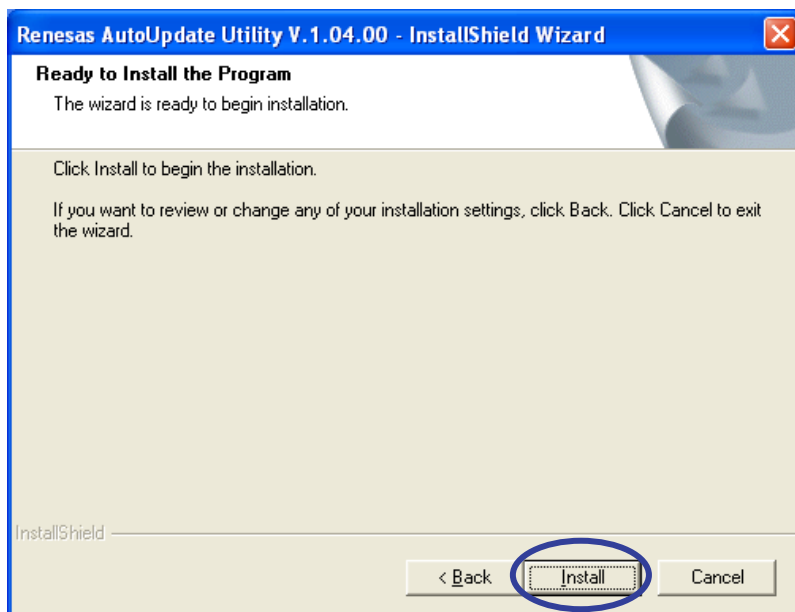 Renesas AutoUpdate Utility V.1.04.00 - InstallShield Wizard
Ready to Install the Program
The wizard is ready to begin installation.
Click Install to begin the installation.
If you want to review or change any of your installation settings, click Back. Click Cancel to exit
the wizard.
InstallShield
< Back Install Cancel